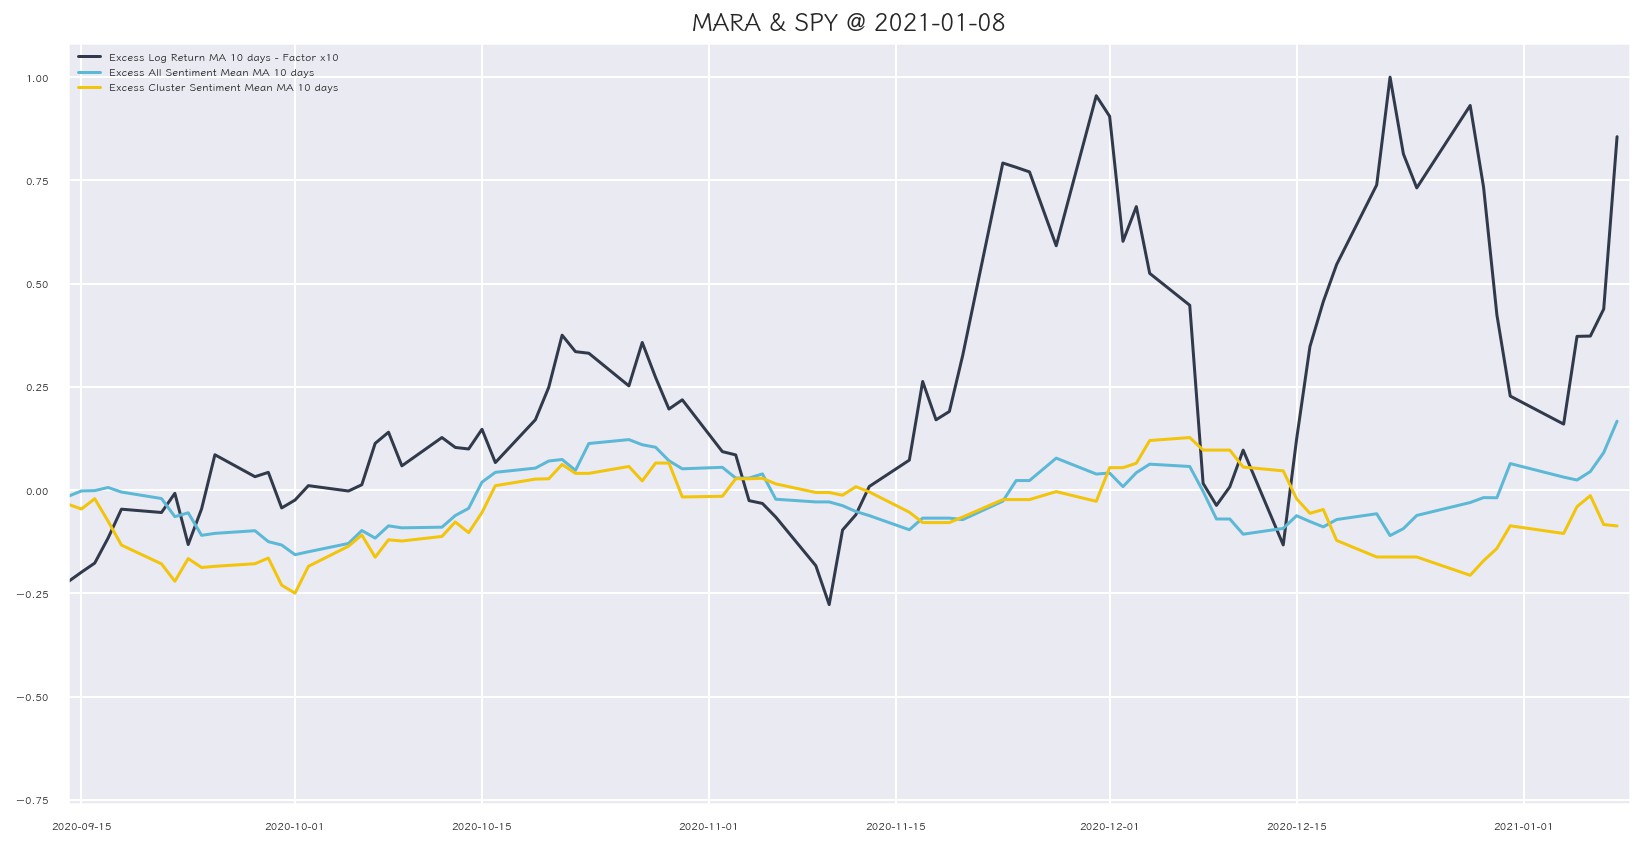 MARA & SPY @ 2021-01-08
Excess Log Return MA 10 days - Factor x10
Excess All Sentiment Mean MA 10 days
Excess Cluster Sentiment Mean MA 10 days
1.00
0.75
0.50
0.25
0.00
−0.25
−0.50
−0.75
2020-09-15 2020-10-01 2020-10-15 2020-11-01 2020-11-15 2020-12-01 2020-12-15 2021-01-01